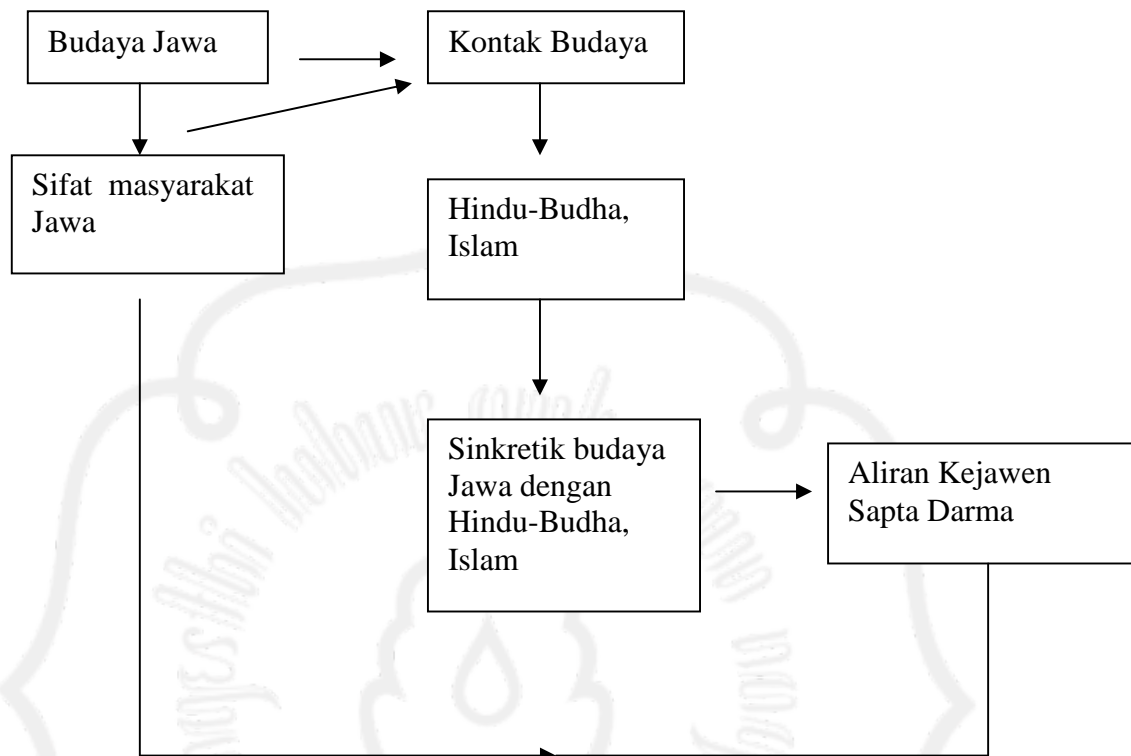 Budaya Jawa
Kontak Budaya
Sifat masyarakat
Jawa
Hindu-Budha,
Islam
Sinkretik budaya
Jawa dengan
Hindu-Budha,
Islam
Aliran Kejawen
Sapta Darma